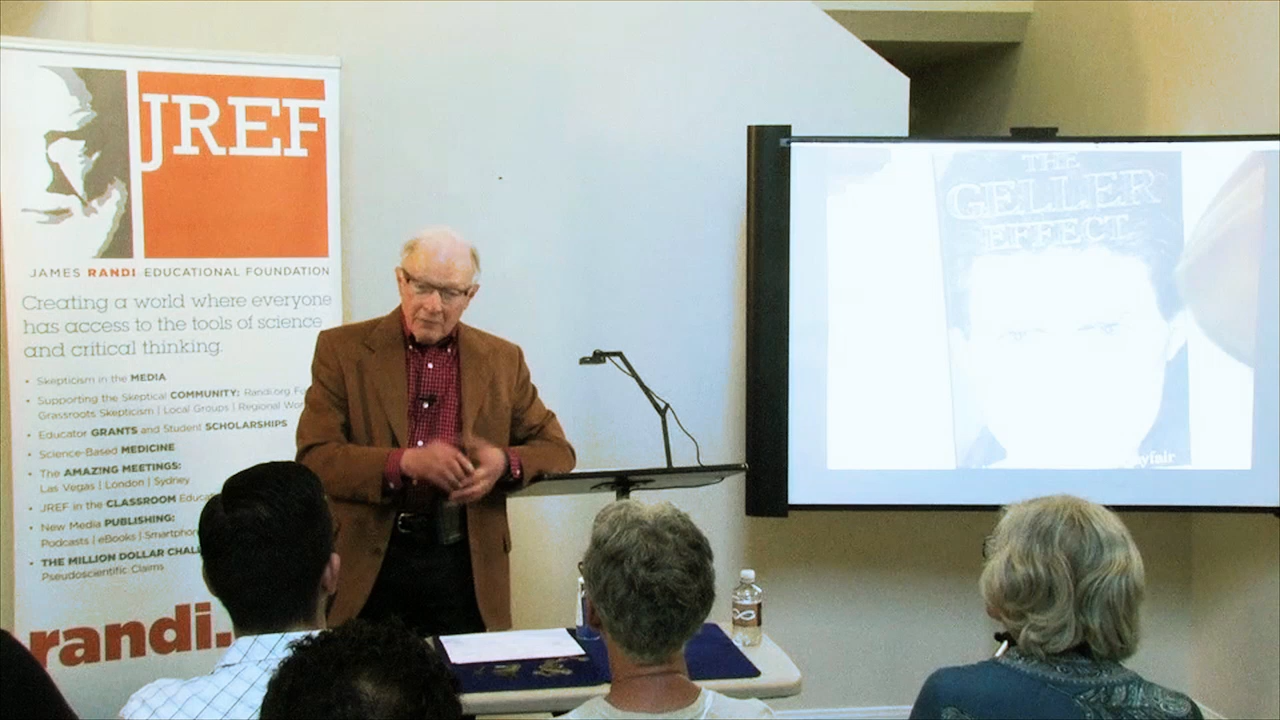 JREF
JAMES RANDI EDUCATIONAL FOUNDATION
Creating a world where everyone
has access to the tools of science
and critical thinking.
• Skepticism in the MEDIA
• Supporting the Skeptical COMMUNITY: Randi.org
Grassroots Skepticism | Local Groups | Regional
• Educator GRANTS and Student SCHOLARSHIPS
• Science-Based MEDICINE
• The AMAZ!NG MEETINGS:
Las Vegas | London | Sydney
• JREF in the CLASSROOM
• New Media PUBLISHING:
Podcasts | eBooks |
• THE MILLION DOLLAR
Pseudoscientific Claims
randi.
THE
GELLER
EFFECT